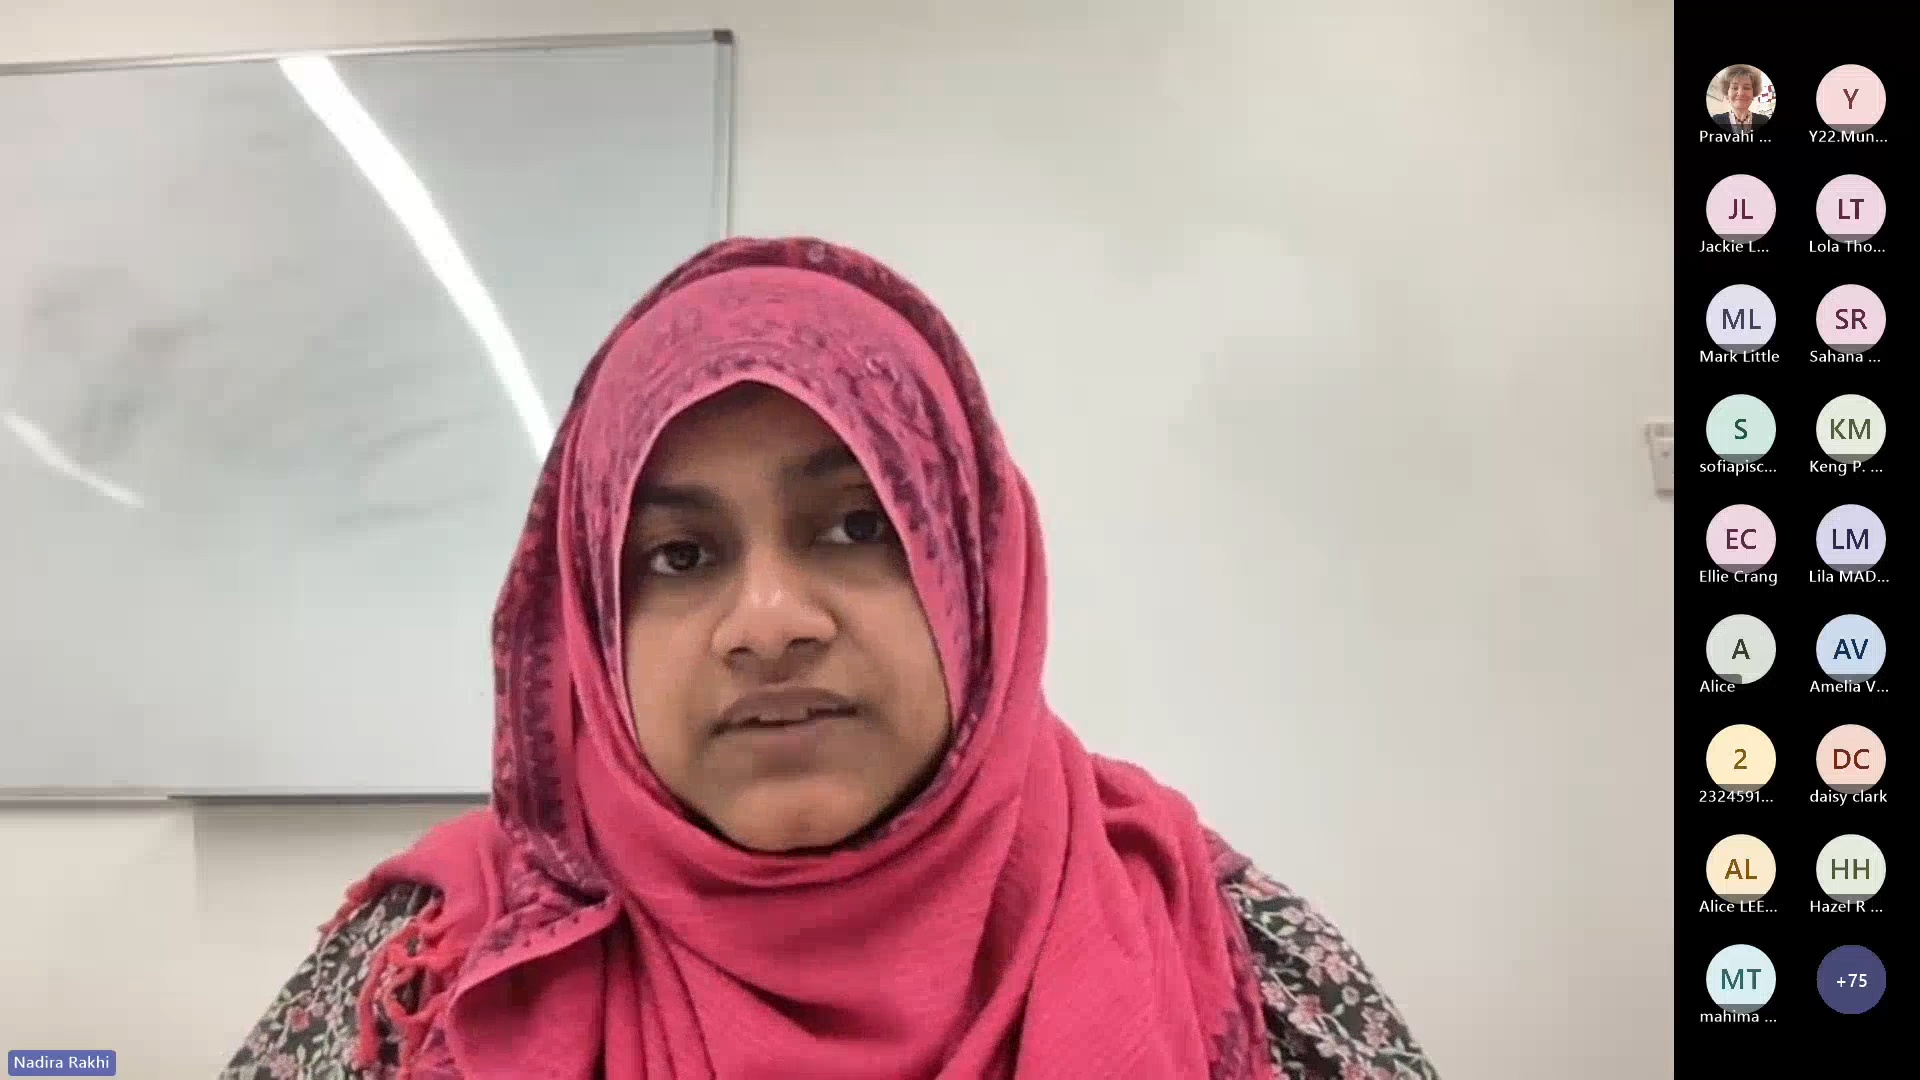 Pravahi ...
Y
Y22.Mun...
JL
Jackie L...
LT
Lola Tho...
ML
Mark Little
SR
Sahana ...
S
sofiapisc...
KM
Keng P. ...
EC
Ellie Crang
LM
Lila MAD...
A
Alice
AV
Amelia V...
2
2324591...
DC
daisy clark
AL
Alice LEE...
HH
Hazel R ...
MT
mahima ...
+75
Nadira Rakhi